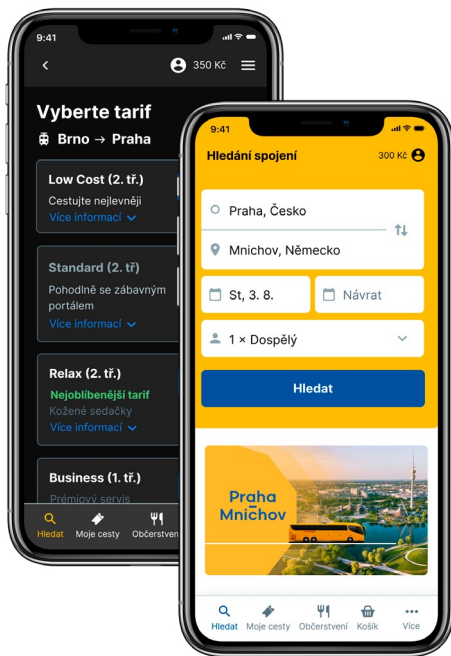 9:41
350 Kč
Vyberte tarif
Brno → Praha
Low Cost (2. tř.)
Cestujte nejlevněji
Více informací
Standard (2. tř)
Pohodlně se zábavným
portálem
Více informací
Relax (2. tř.)
Nejoblíbenější tarif
Kožené sedačky
Více informací
Business (1. tř.)
Prémiový servis
Hledat
Moje cesty
Občerstven
9:41
Hledání spojení
300 Kč
Praha, Česko
Mnichov, Německo
St, 3. 8.
Návrat
1 × Dospělý
Hledat
Praha
Mnichov
Hledat
Moje cesty
Občerstvení
Košík
Více